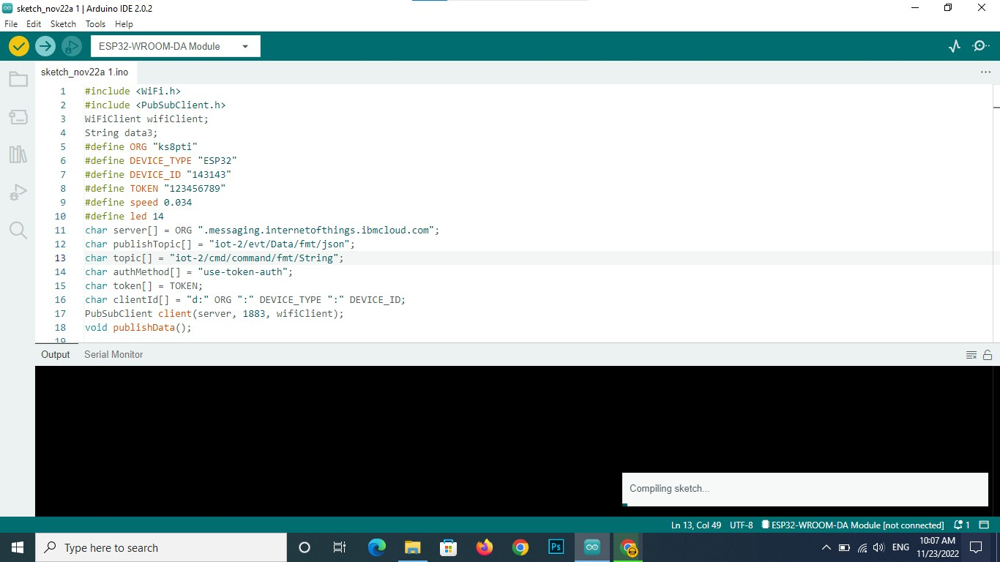 sketch_nov22a 1 | Arduino IDE 2.0.2
File Edit Sketch Tools Help
ESP32-WROOM-DA Module
sketch_nov22a 1.ino
1 #include <WiFi.h>
2 #include <PubSubClient.h>
3 WiFiClient wifiClient;
4 String data3;
5 #define ORG "ks8pti"
6 #define DEVICE_TYPE "ESP32"
7 #define DEVICE_ID "143143"
8 #define TOKEN "123456789"
9 #define speed 0.034
10 #define led 14
11 char server[] = ORG ".messaging.internetofthings.ibmcloud.com";
12 char publishTopic[] = "iot-2/evt/Data/fmt/json";
13 char topic[] = "iot-2/cmd/command/fmt/String";
14 char authMethod[] = "use-token-auth";
15 char token[] = TOKEN;
16 char clientId[] = "d:" ORG ":" DEVICE_TYPE ":" DEVICE_ID;
17 PubSubClient client(server, 1883, wifiClient);
18 void publishData();
19
Output Serial Monitor
Compiling sketch...
Ln 13, Col 49 UTF-8 ESP32-WROOM-DA Module [not connected] 1
Type here to search
Ps
ENG
10:07 AM
11/23/2022